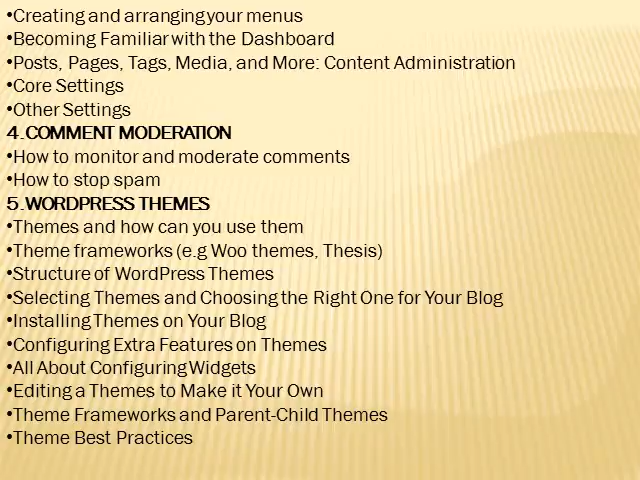 •Creating and arranging your menus
•Becoming Familiar with the Dashboard
•Posts, Pages, Tags, Media, and More: Content Administration
•Core Settings
•Other Settings
4.COMMENT MODERATION
•How to monitor and moderate comments
•How to stop spam
5.WORDPRESS THEMES
•Themes and how can you use them
•Theme frameworks (e.g Woo themes, Thesis)
•Structure of WordPress Themes
•Selecting Themes and Choosing the Right One for Your Blog
•Installing Themes on Your Blog
•Configuring Extra Features on Themes
•All About Configuring Widgets
•Editing a Themes to Make it Your Own
•Theme Frameworks and Parent-Child Themes
•Theme Best Practices